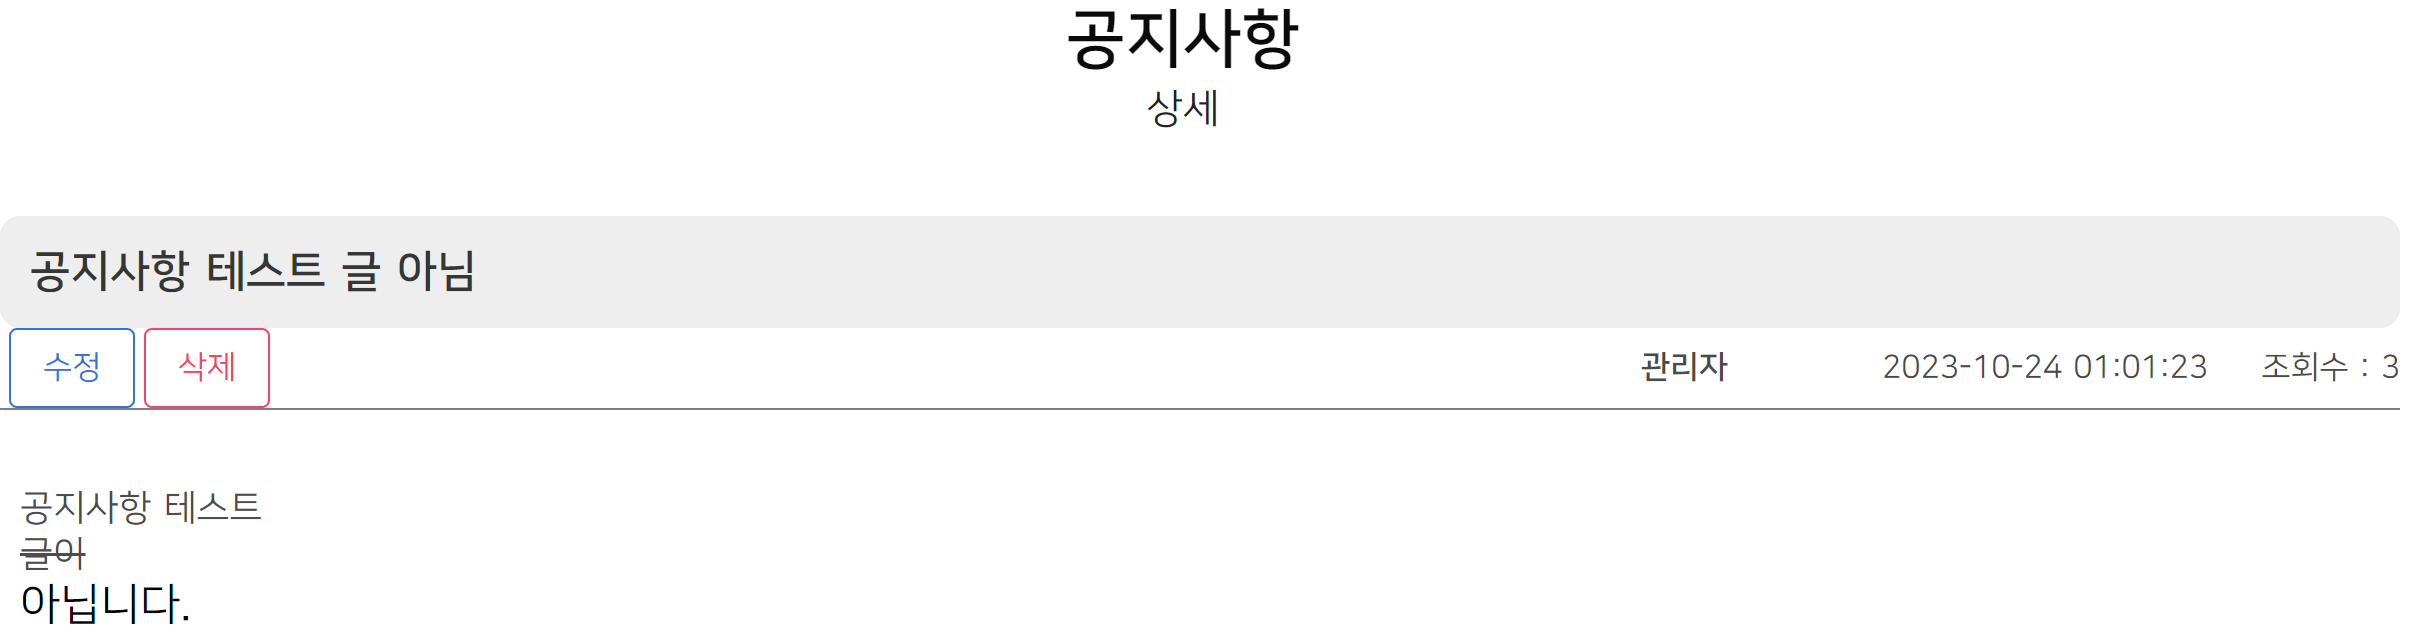 공지사항
상세
공지사항 테스트 글 아님
수정 삭제 관리자 2023-10-24 01:01:23 조회수 : 3
공지사항 테스트
글아
아닙니다.